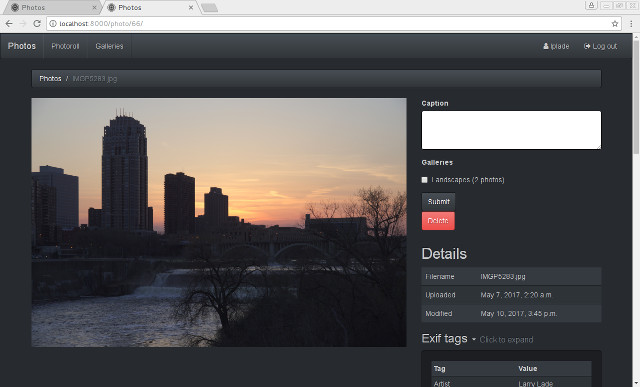 Photos
Photos
localhost:8000/photo/66/
Photos Photoroll Galleries lplade Log out
Photos / IMGP5283.jpg
Caption
Galleries
Landscapes (2 photos)
Submit
Delete
Details
Filename IMGP5283.jpg
Uploaded May 7, 2017, 2:20 a.m.
Modified May 10, 2017, 3:45 p.m.
Exif tags Click to expand
Tag Value
Artist Larry Lade